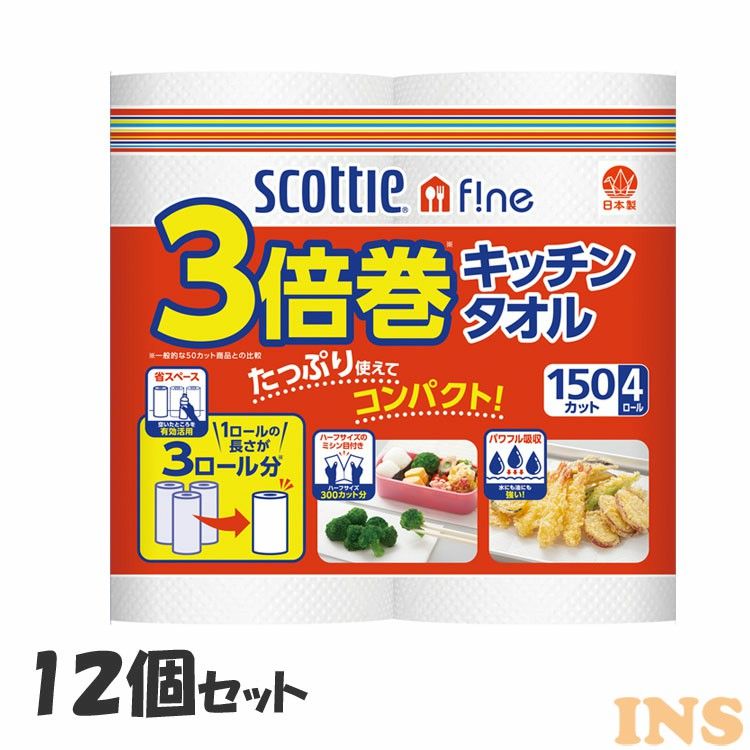 scottie® f!ne
日本製
3倍巻※
キッチン
タオル
※一般的な50カット商品との比較
たっぷり使えて
コンパクト!
150カット
4ロール
省スペース
空いたところを
有効活用
1ロールの
長さが
3ロール分※
ハーフサイズの
ミシン目付き
ハーフサイズ
300カット分
パワフル吸収
水にも油にも
強い!
12個セット
INS